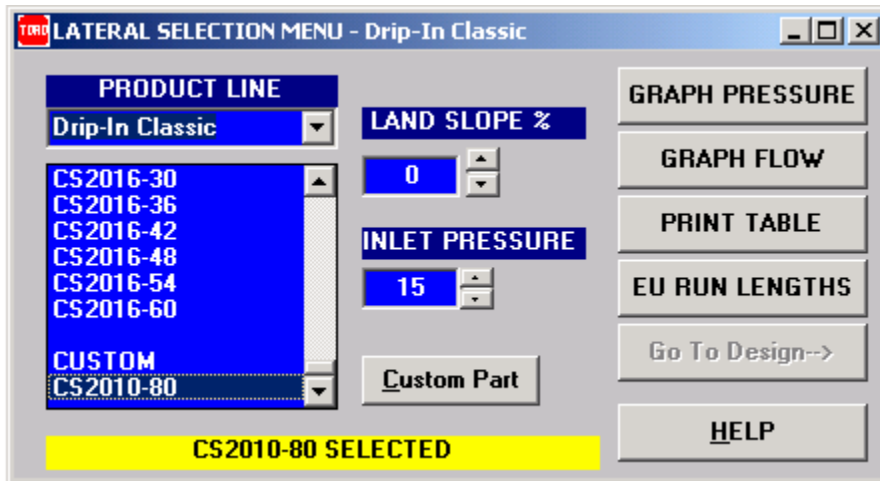 TORO LATERAL SELECTION MENU - Drip-In Classic
PRODUCT LINE
Drip-In Classic
CS2016-30
CS2016-36
CS2016-42
CS2016-48
CS2016-54
CS2016-60
CUSTOM
CS2010-80
LAND SLOPE %
0
INLET PRESSURE
15
Custom Part
GRAPH PRESSURE
GRAPH FLOW
PRINT TABLE
EU RUN LENGTHS
Go To Design-->
HELP
CS2010-80 SELECTED